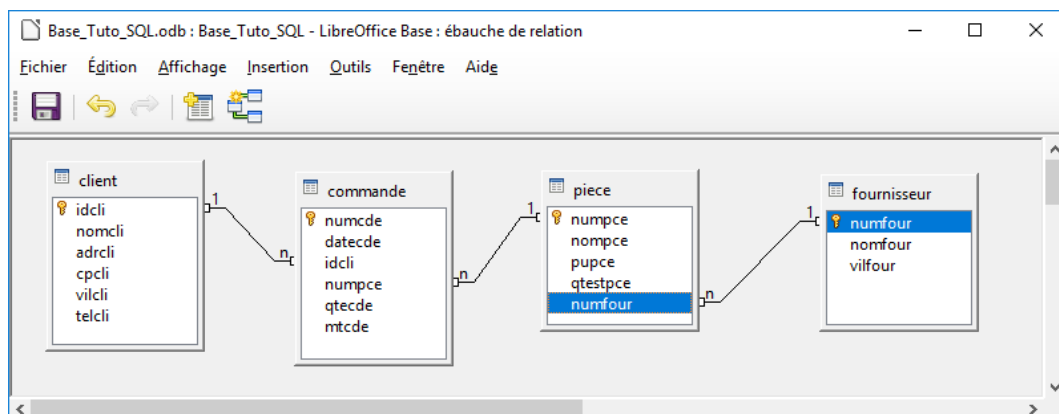 Base_Tuto_SQL.odb : Base_Tuto_SQL - LibreOffice Base : ébauche de relation
Fichier Édition Affichage Insertion Outils Fenêtre Aide
client
idcli
nomcli
adrcli
cpcli
vilcli
telcli
1
n
commande
numcde
datecde
idcli
numpce
qtecde
mtcde
n
1
piece
numpce
nompce
pupce
qtestpce
numfour
n
1
fournisseur
numfour
nomfour
vilfour